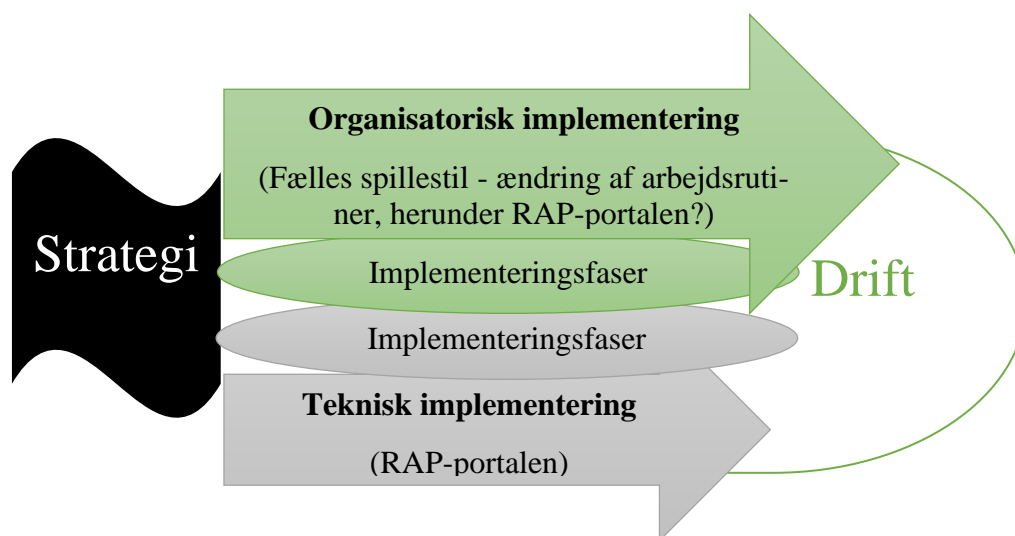 Organisatorisk implementering
(Fælles spillestil - ændring af arbejdsruti-
ner, herunder RAP-portalen?)
Strategi
Implementeringsfaser
Drift
Implementeringsfaser
Teknisk implementering
(RAP-portalen)